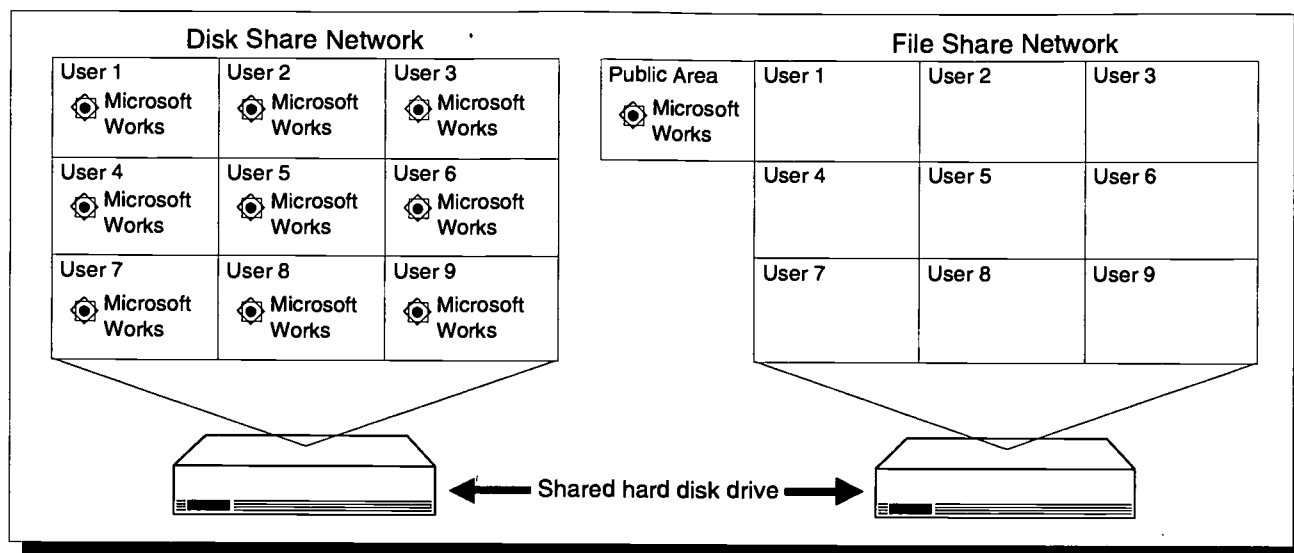 Disk Share Network
User 1
Microsoft
Works
User 2
Microsoft
Works
User 3
Microsoft
Works
User 4
Microsoft
Works
User 5
Microsoft
Works
User 6
Microsoft
Works
User 7
Microsoft
Works
User 8
Microsoft
Works
User 9
Microsoft
Works
File Share Network
Public Area
Microsoft
Works
User 1
User 2
User 3
User 4
User 5
User 6
User 7
User 8
User 9
Shared hard disk drive